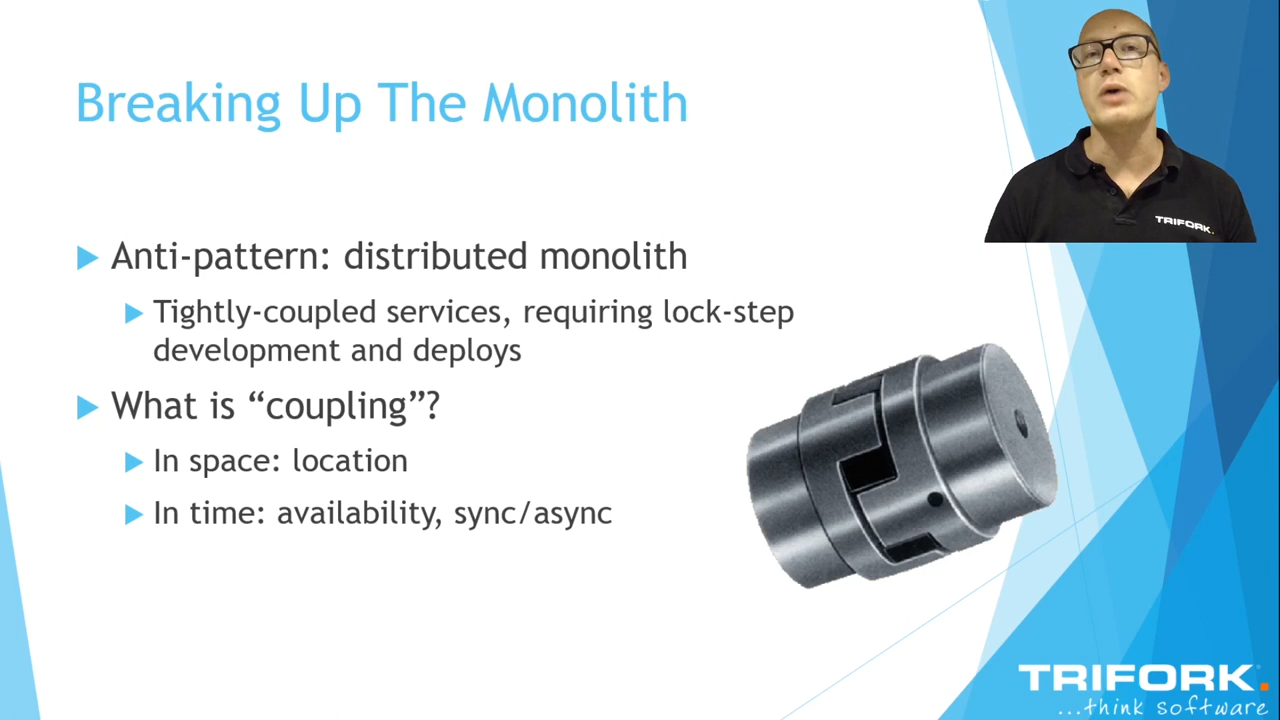 Breaking Up The Monolith
Anti-pattern: distributed monolith
Tightly-coupled services, requiring lock-step
development and deploys
What is “coupling”?
In space: location
In time: availability, sync/async
TRIFORK.
TRIFORK.
...think software